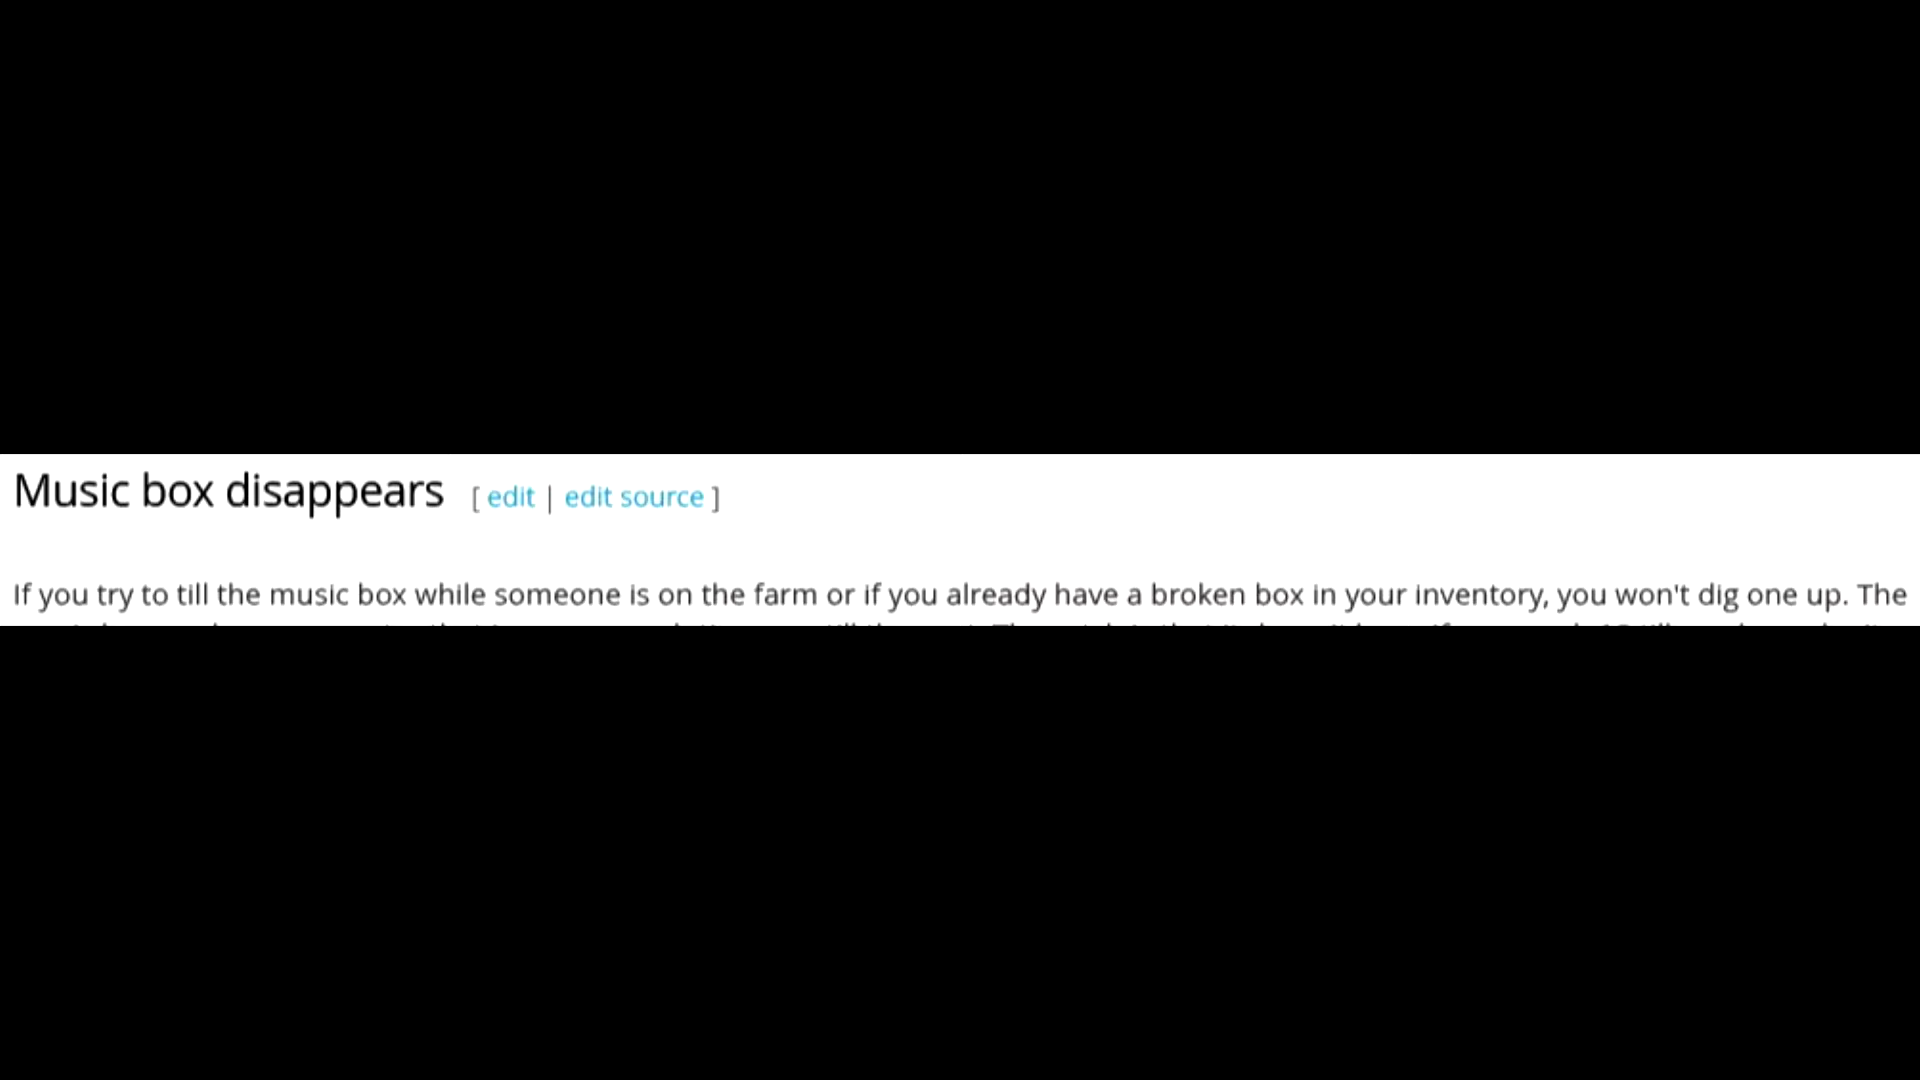 Music box disappears [ edit | edit source ]
If you try to till the music box while someone is on the farm or if you already have a broken box in your inventory, you won't dig one up. The